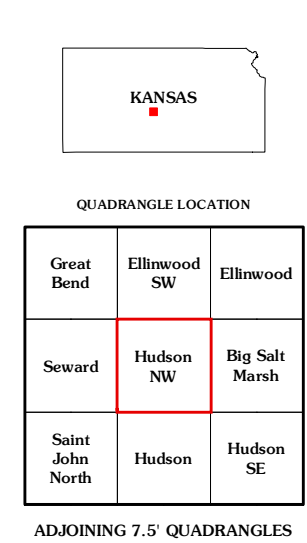 KANSAS
QUADRANGLE LOCATION
Great
Bend
Ellinwood
SW
Ellinwood
Seward
Hudson
NW
Big Salt
Marsh
Saint
John
North
Hudson
Hudson
SE
ADJOINING 7.5' QUADRANGLES